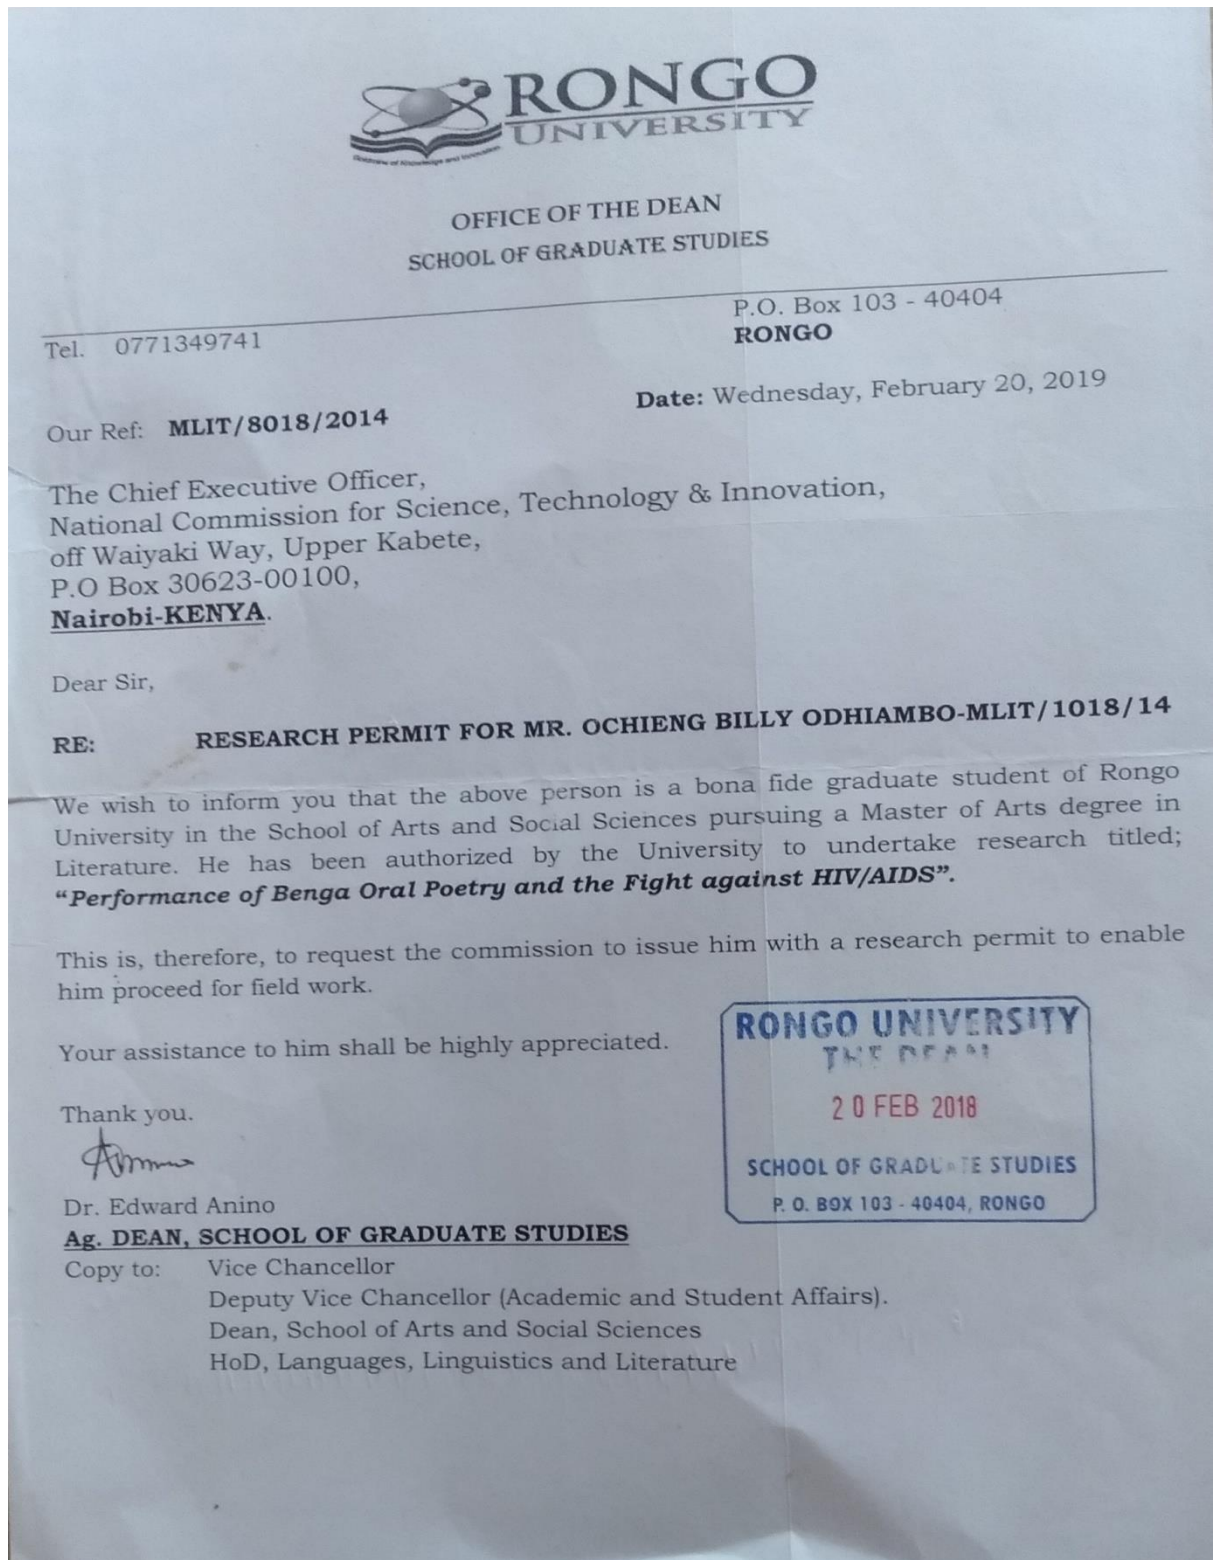 RONGO
UNIVERSITY
OFFICE OF THE DEAN
SCHOOL OF GRADUATE STUDIES
P.O. Box 103 - 40404
Tel. 0771349741
RONGO
Date: Wednesday, February 20, 2019
Our Ref: MLIT/8018/2014
The Chief Executive Officer,
National Commission for Science, Technology & Innovation,
off Waiyaki Way, Upper Kabete,
P.O Box 30623-00100,
Nairobi-KENYA.
Dear Sir,
RE: RESEARCH PERMIT FOR MR. OCHIENG BILLY ODHIAMBO-MLIT/1018/14
We wish to inform you that the above person is a bona fide graduate student of Rongo
University in the School of Arts and Social Sciences pursuing a Master of Arts degree in
Literature. He has been authorized by the University to undertake research titled;
“Performance of Benga Oral Poetry and the Fight against HIV/AIDS”.
This is, therefore, to request the commission to issue him with a research permit to enable
him proceed for field work.
Your assistance to him shall be highly appreciated.
Thank you.
RONGO UNIVERSITY
THE DEAN
20 FEB 2018
SCHOOL OF GRADUATE STUDIES
P. O. BOX 103 - 40404, RONGO
Dr. Edward Anino
Ag. DEAN, SCHOOL OF GRADUATE STUDIES
Copy to: Vice Chancellor
Deputy Vice Chancellor (Academic and Student Affairs).
Dean, School of Arts and Social Sciences
HoD, Languages, Linguistics and Literature